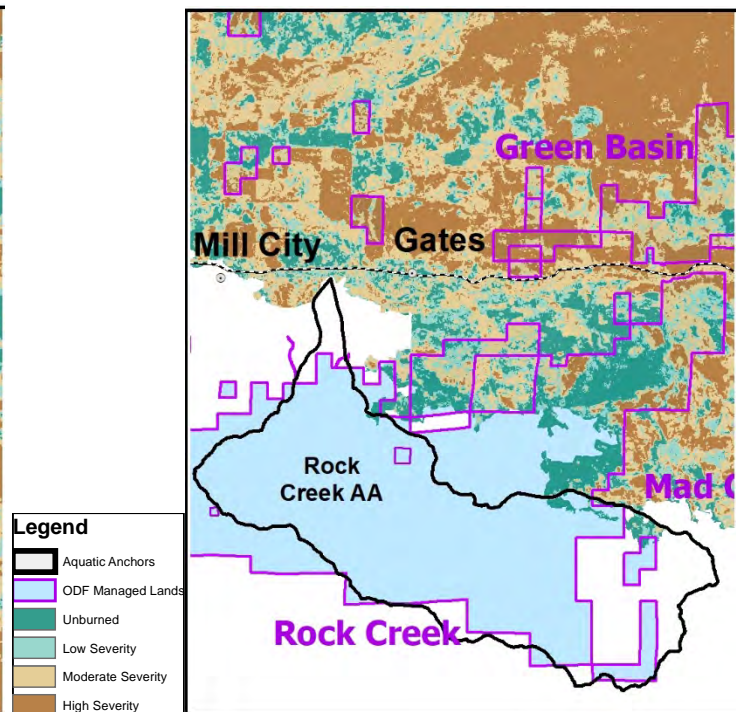 Green Basin
Mill City
Gates
Rock
Creek AA
Mad
Rock Creek
Legend
Aquatic Anchors
ODF Managed Lands
Unburned
Low Severity
Moderate Severity
High Severity